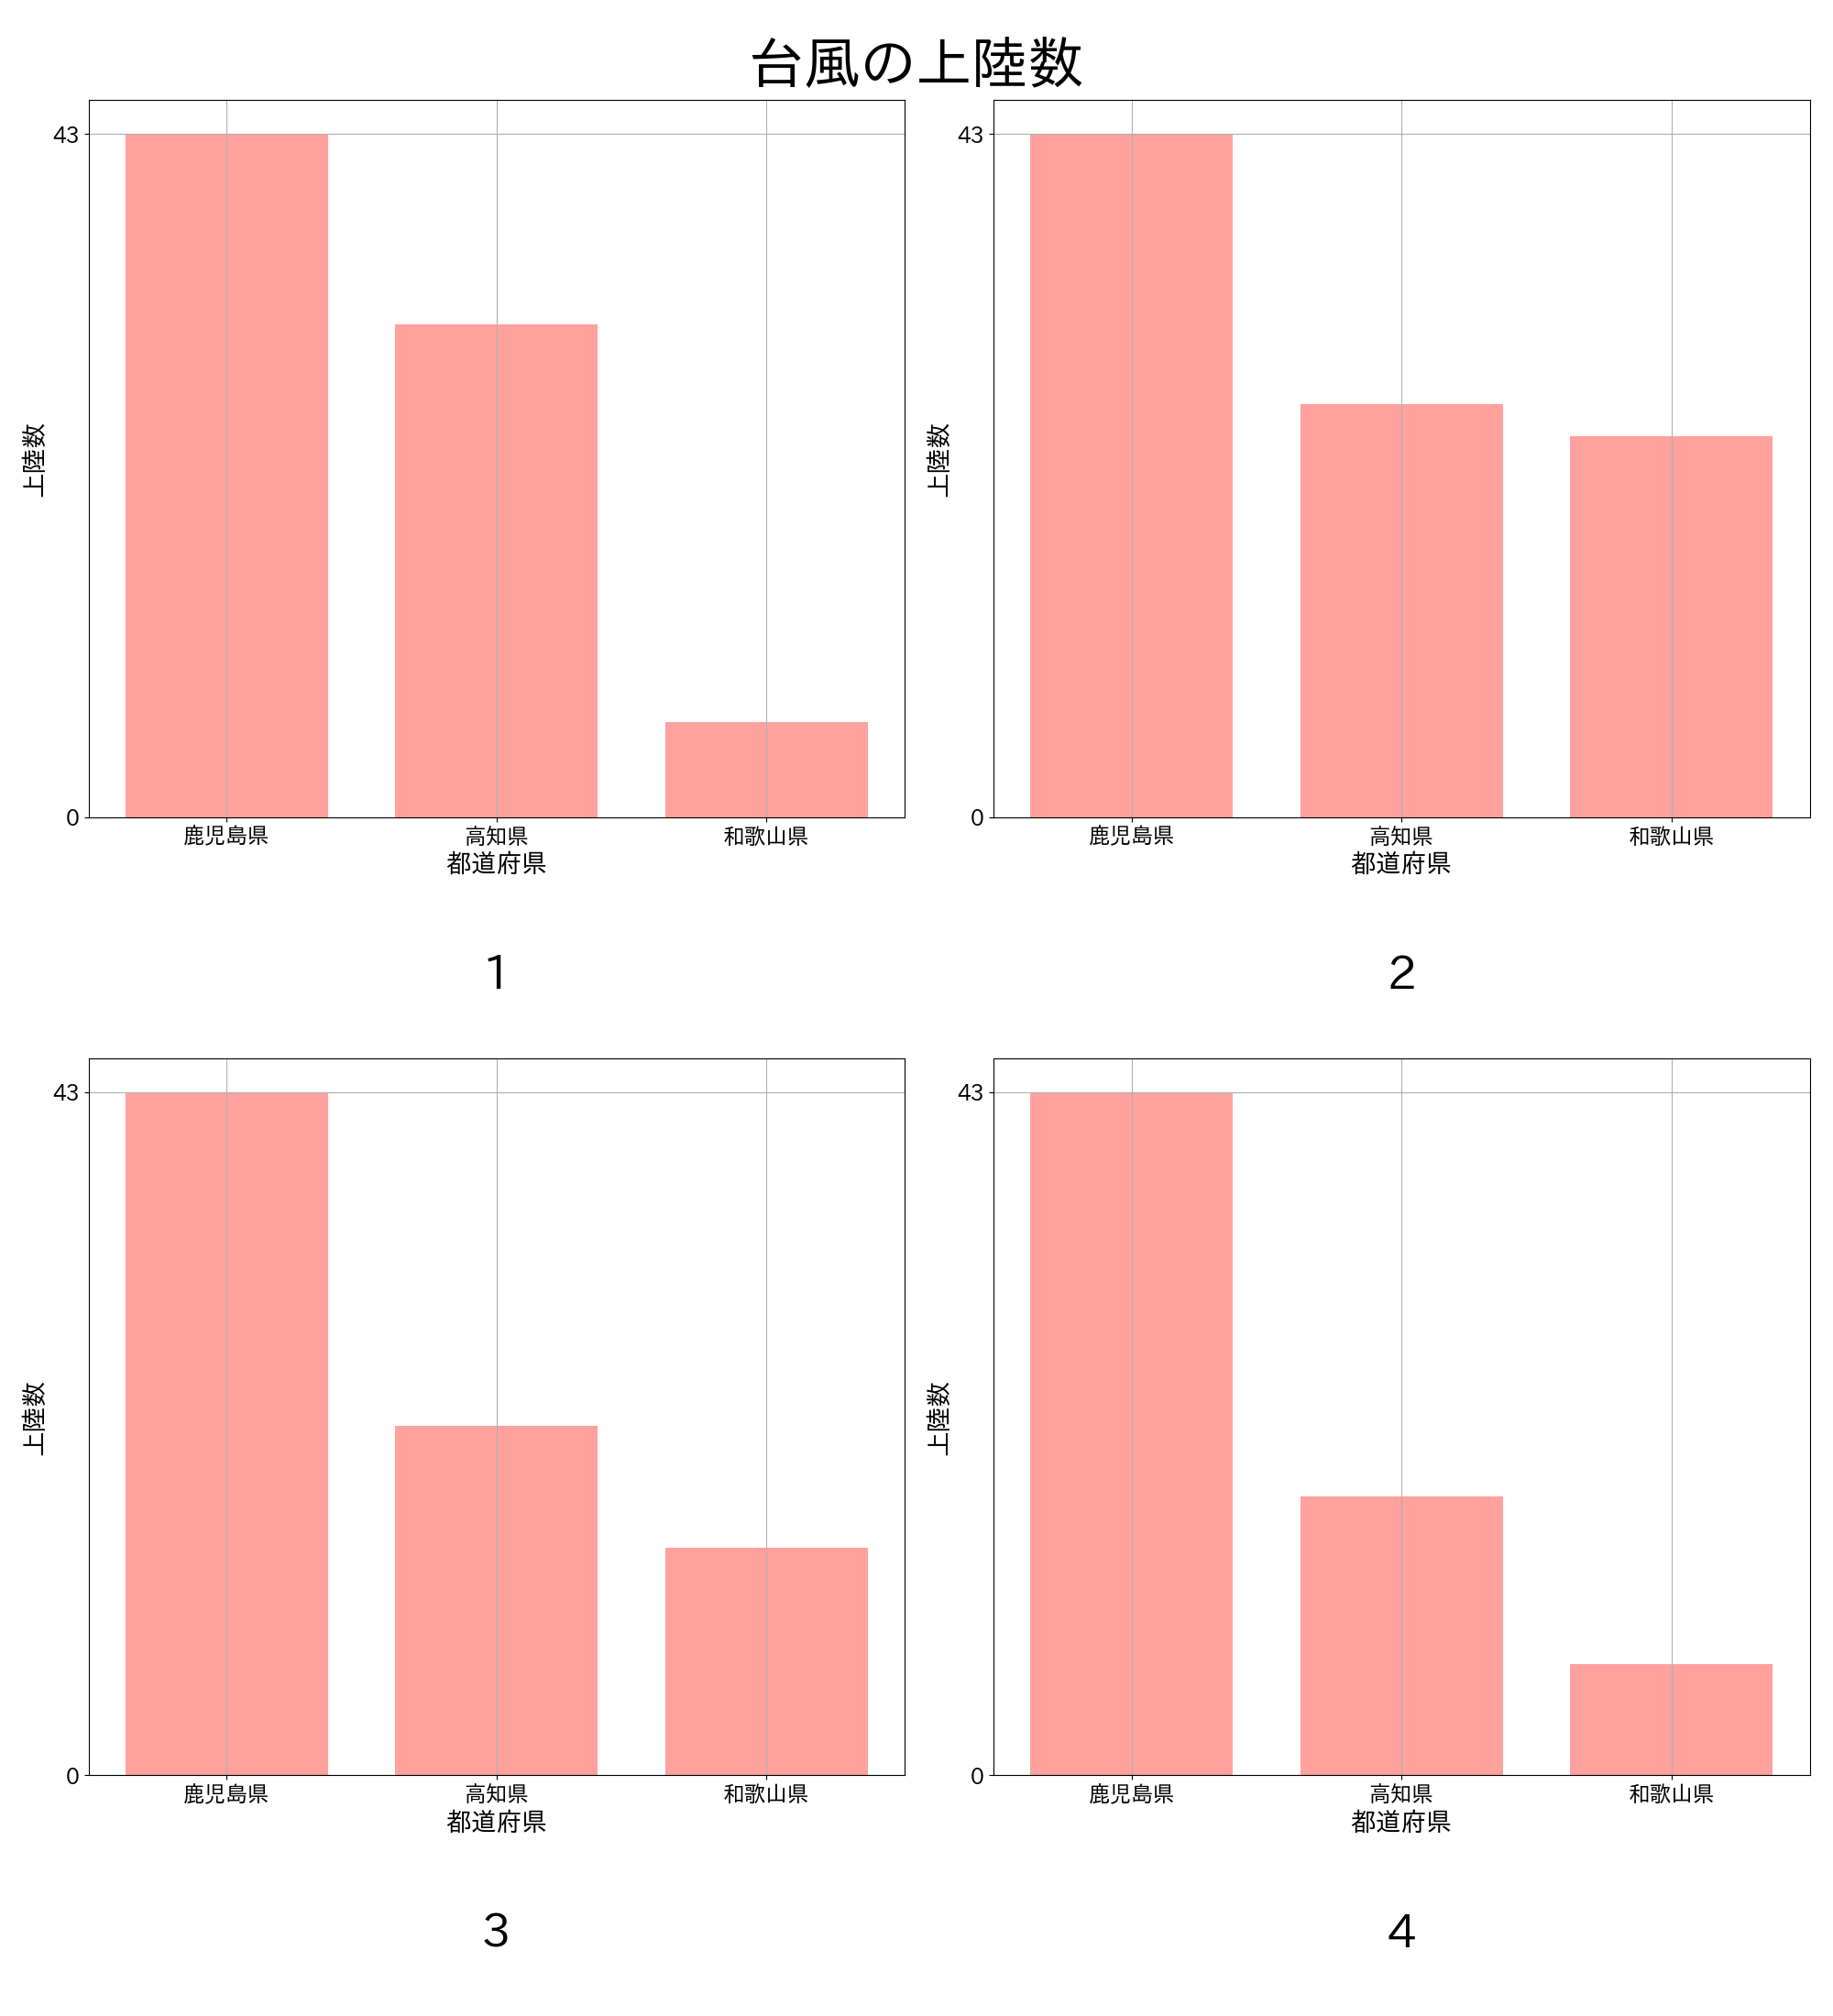 台風の上陸数
43
0
上陸数
鹿児島県 高知県 和歌山県
都道府県
1
43
0
上陸数
鹿児島県 高知県 和歌山県
都道府県
2
43
0
上陸数
鹿児島県 高知県 和歌山県
都道府県
3
43
0
上陸数
鹿児島県 高知県 和歌山県
都道府県
4